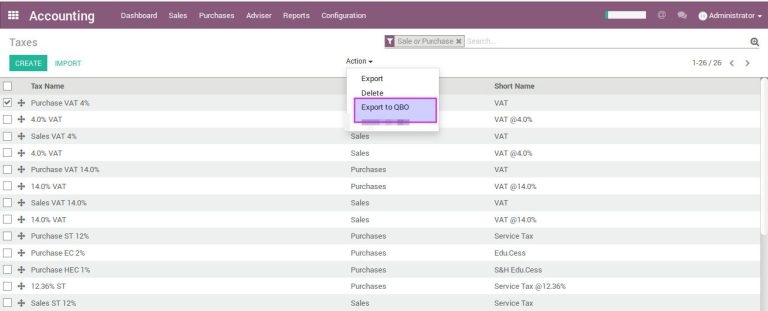 Accounting Dashboard Sales Purchases Adviser Reports Configuration @ Administrator
Taxes Sale or Purchase Search...
CREATE IMPORT Action 1-26 / 26
Export
Delete
Export to QBO
Tax Name Short Name
Purchase VAT 4% VAT
4.0% VAT VAT @4.0%
Sales VAT 4% Sales VAT
4.0% VAT Sales VAT @4.0%
Purchase VAT 14.0% Purchases VAT
14.0% VAT Purchases VAT @14.0%
Sales VAT 14.0% Sales VAT
14.0% VAT Sales VAT @14.0%
Purchase ST 12% Purchases Service Tax
Purchase EC 2% Purchases Edu.Cess
Purchase HEC 1% Purchases S&H Edu.Cess
12.36% ST Purchases Service Tax @12.36%
Sales ST 12% Sales Service Tax